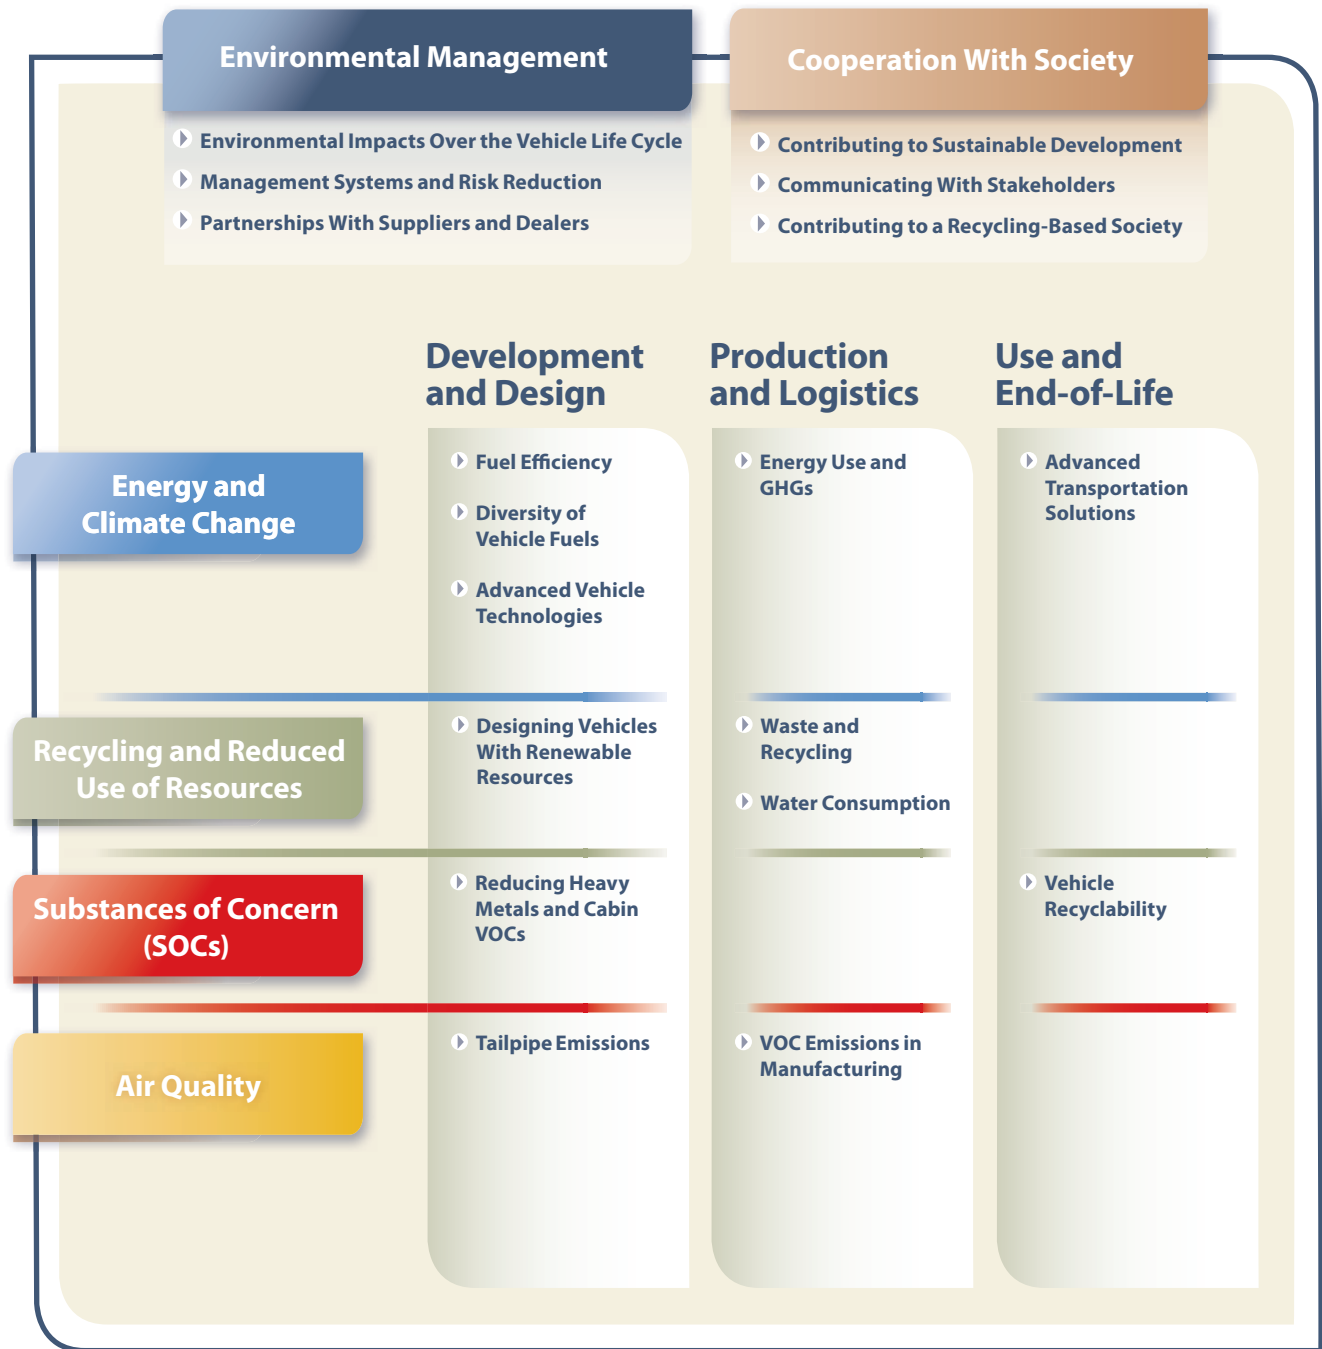 Environmental Management
Environmental Impacts Over the Vehicle Life Cycle
Management Systems and Risk Reduction
Partnerships With Suppliers and Dealers
Cooperation With Society
Contributing to Sustainable Development
Communicating With Stakeholders
Contributing to a Recycling-Based Society
Development
and Design
Production
and Logistics
Use and
End-of-Life
Energy and
Climate Change
Fuel Efficiency
Diversity of
Vehicle Fuels
Advanced Vehicle
Technologies
Energy Use and
GHGs
Advanced
Transportation
Solutions
Recycling and Reduced
Use of Resources
Designing Vehicles
With Renewable
Resources
Waste and
Recycling
Water Consumption
Substances of Concern
(SOCs)
Reducing Heavy
Metals and Cabin
VOCs
Vehicle
Recyclability
Air Quality
Tailpipe Emissions
VOC Emissions in
Manufacturing